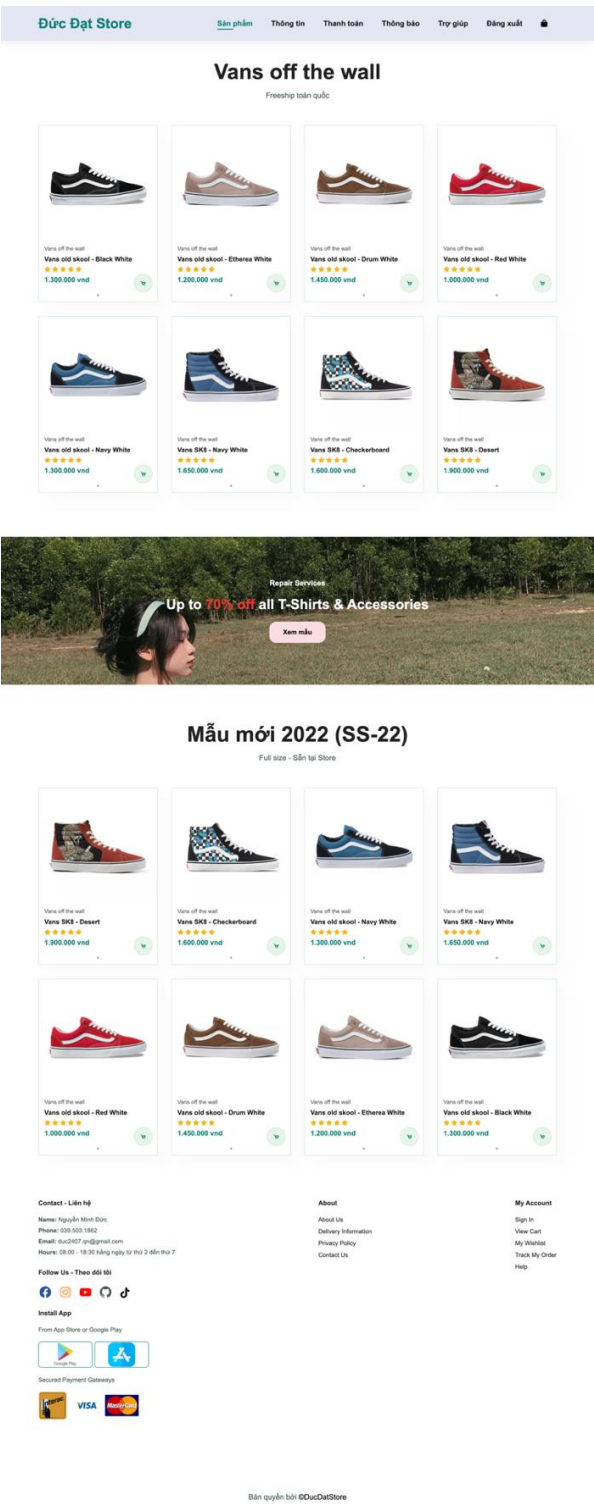 Đức Đạt Store
Sản phẩm Thông tin Thanh toán Thông báo Trợ giúp Đăng xuất
Vans off the wall
Freeship toàn quốc
Vans off the wall
Vans old skool - Black White
1.300.000 vnd
Vans off the wall
Vans old skool - Etherea White
1.200.000 vnd
Vans off the wall
Vans old skool - Drum White
1.450.000 vnd
Vans off the wall
Vans old skool - Red White
1.000.000 vnd
Vans off the wall
Vans old skool - Navy White
1.300.000 vnd
Vans off the wall
Vans SK8 - Navy White
1.650.000 vnd
Vans off the wall
Vans SK8 - Checkerboard
1.600.000 vnd
Vans off the wall
Vans SK8 - Desert
1.900.000 vnd
Repair Services
Up to 70% off all T-Shirts & Accessories
Xem mẫu
Mẫu mới 2022 (SS-22)
Full size - Sẵn tại Store
Vans off the wall
Vans SK8 - Desert
1.900.000 vnd
Vans off the wall
Vans SK8 - Checkerboard
1.600.000 vnd
Vans off the wall
Vans old skool - Navy White
1.300.000 vnd
Vans off the wall
Vans SK8 - Navy White
1.650.000 vnd
Vans off the wall
Vans old skool - Red White
1.000.000 vnd
Vans off the wall
Vans old skool - Drum White
1.450.000 vnd
Vans off the wall
Vans old skool - Etherea White
1.200.000 vnd
Vans off the wall
Vans old skool - Black White
1.300.000 vnd
Contact - Liên hệ
Name: Nguyễn Minh Đức
Phone: 039.503.1862
Email: duc2407.qn@gmail.com
Hours: 08:00 - 18:30 hằng ngày từ thứ 2 đến thứ 7
Follow Us - Theo dõi tôi
Install App
From App Store or Google Play
Google Play
Secured Payment Gateways
Interac VISA MasterCard
About
About Us
Delivery Information
Privacy Policy
Contact Us
My Account
Sign In
View Cart
My Wishlist
Track My Order
Help
Bản quyền bởi ©DucDatStore